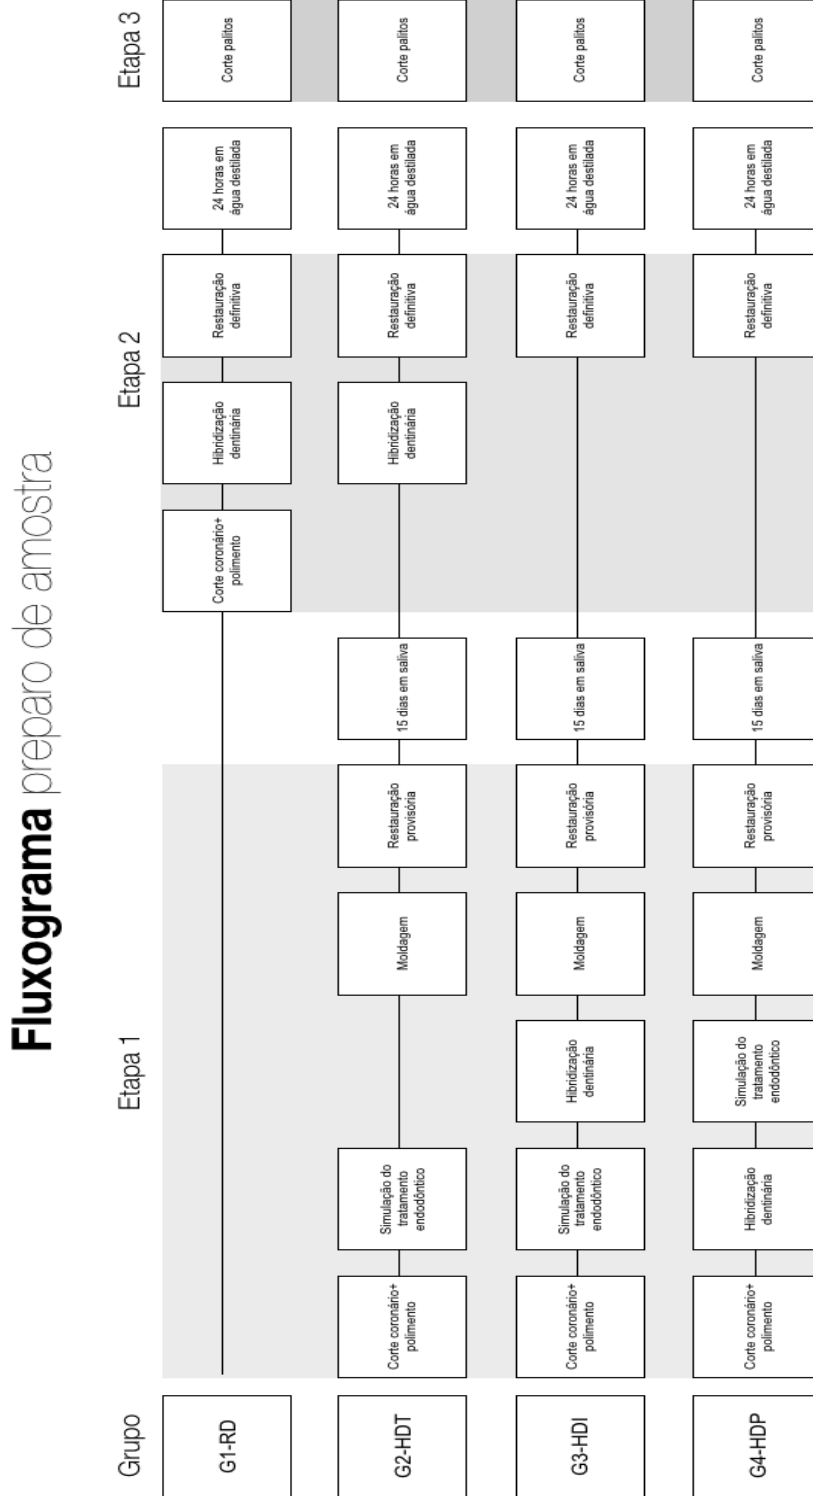 Fluxograma preparo de amostra
Grupo
Etapa 1
Etapa 2
Etapa 3
G1-RD
Corte coronário+
polimento
Hibridização
dentinária
Restauração
definitiva
24 horas em
água destilada
Corte palitos
G2-HDT
Corte coronário+
polimento
Simulação do
tratamento
endodôntico
Moldagem
Restauração
provisória
15 dias em saliva
Hibridização
dentinária
Restauração
definitiva
24 horas em
água destilada
Corte palitos
G3-HDI
Corte coronário+
polimento
Simulação do
tratamento
endodôntico
Hibridização
dentinária
Moldagem
Restauração
provisória
15 dias em saliva
Restauração
definitiva
24 horas em
água destilada
Corte palitos
G4-HDP
Corte coronário+
polimento
Hibridização
dentinária
Simulação do
tratamento
endodôntico
Moldagem
Restauração
provisória
15 dias em saliva
Restauração
definitiva
24 horas em
água destilada
Corte palitos